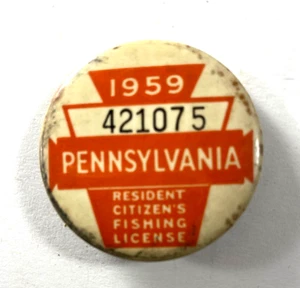 1959
421075
PENNSYLVANIA
RESIDENT
CITIZEN'S
FISHING
LICENSE